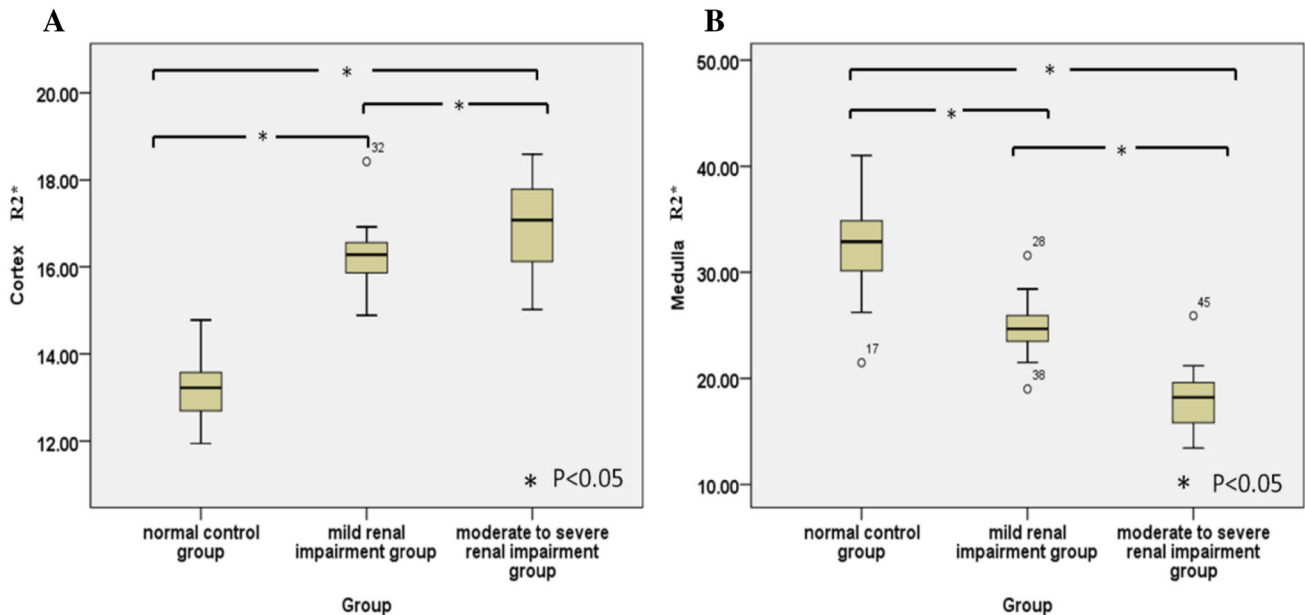 A
Cortex R2*
20.00
18.00
16.00
14.00
12.00
*
*
*
32
* P<0.05
normal control
group
mild renal
impairment group
moderate to severe
renal impairment
group
Group
B
Medulla R2*
50.00
40.00
30.00
20.00
10.00
*
*
*
28
45
17
38
* P<0.05
normal control
group
mild renal
impairment group
moderate to severe
renal impairment
group
Group